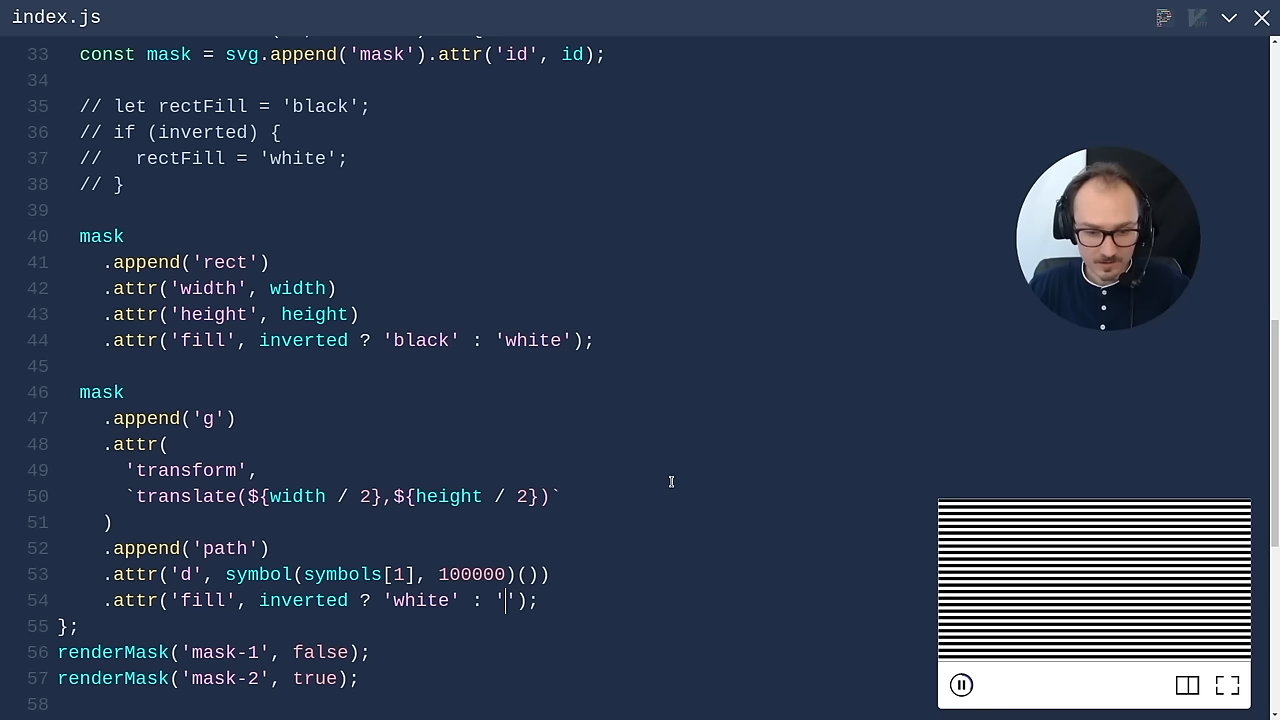 index.js
33 const mask = svg.append('mask').attr('id', id);
34
35 // let rectFill = 'black';
36 // if (inverted) {
37 //   rectFill = 'white';
38 // }
39
40 mask
41 .append('rect')
42 .attr('width', width)
43 .attr('height', height)
44 .attr('fill', inverted ? 'black' : 'white');
45
46 mask
47 .append('g')
48 .attr(
49 'transform',
50 `translate(${width / 2},${height / 2})`
51 )
52 .append('path')
53 .attr('d', symbol(symbols[1], 100000)())
54 .attr('fill', inverted ? 'white' : '');
55 };
56 renderMask('mask-1', false);
57 renderMask('mask-2', true);
58